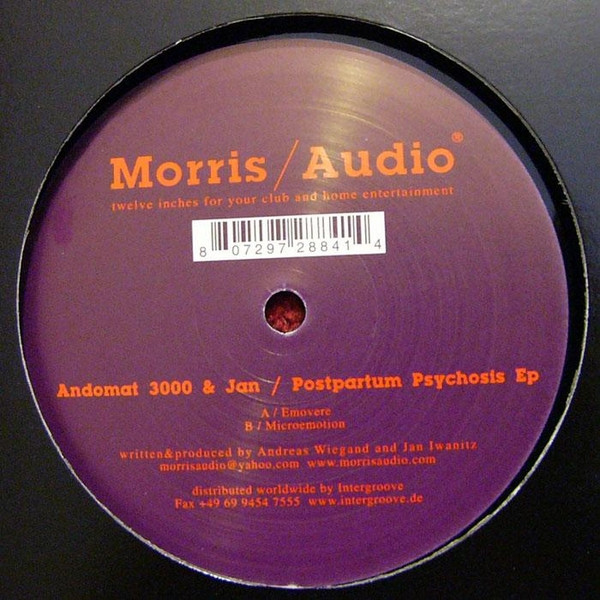 Morris / Audio ®
twelve inches for your club and home entertainment
8 07297 28841 4
Andomat 3000 & Jan / Postpartum Psychosis Ep
A / Emovere
B / Microemotion
written&produced by Andreas Wiegand and Jan Iwanitz
morrisaudio@yahoo.com www.morrisaudio.com
distributed worldwide by Intergroove
Fax +49 69 9454 7555 www.intergroove.de